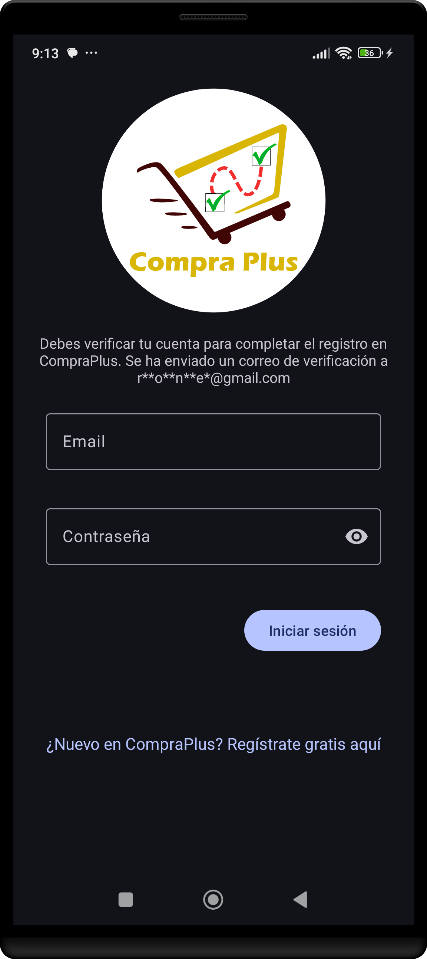 9:13
36
Compra Plus
Debes verificar tu cuenta para completar el registro en
CompraPlus. Se ha enviado un correo de verificación a
r**o**n**e*@gmail.com
Email
Contraseña
Iniciar sesión
¿Nuevo en CompraPlus? Regístrate gratis aquí